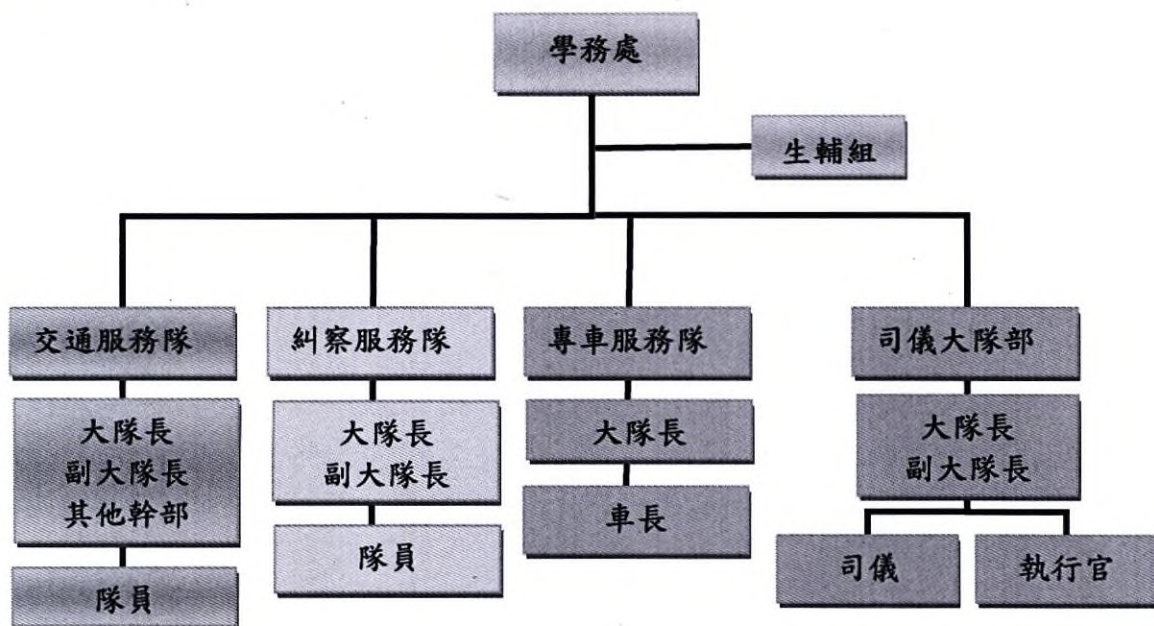 學務處
生輔組
交通服務隊
糾察服務隊
專車服務隊
司儀大隊部
大隊長
副大隊長
其他幹部
大隊長
副大隊長
大隊長
大隊長
副大隊長
隊員
隊員
車長
司儀
執行官